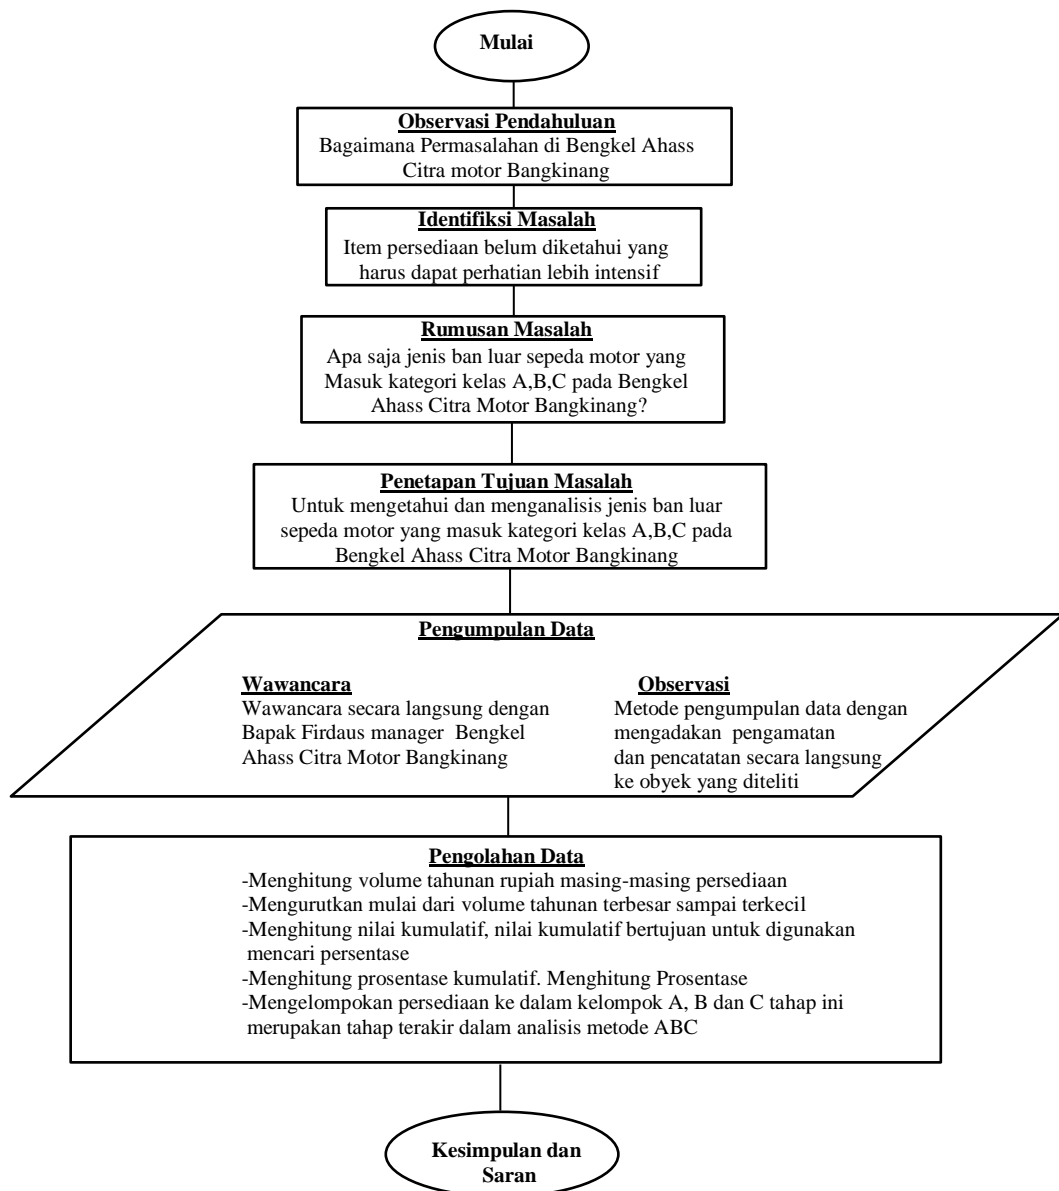 Mulai
Observasi Pendahuluan
Bagaimana Permasalahan di Bengkel Ahass
Citra motor Bangkinang
Identifiksi Masalah
Item persediaan belum diketahui yang
harus dapat perhatian lebih intensif
Rumusan Masalah
Apa saja jenis ban luar sepeda motor yang
Masuk kategori kelas A,B,C pada Bengkel
Ahass Citra Motor Bangkinang?
Penetapan Tujuan Masalah
Untuk mengetahui dan menganalisis jenis ban luar
sepeda motor yang masuk kategori kelas A,B,C pada
Bengkel Ahass Citra Motor Bangkinang
Pengumpulan Data
Wawancara
Wawancara secara langsung dengan
Bapak Firdaus manager Bengkel
Ahass Citra Motor Bangkinang
Observasi
Metode pengumpulan data dengan
mengadakan pengamatan
dan pencatatan secara langsung
ke obyek yang diteliti
Pengolahan Data
-Menghitung volume tahunan rupiah masing-masing persediaan
-Mengurutkan mulai dari volume tahunan terbesar sampai terkecil
-Menghitung nilai kumulatif, nilai kumulatif bertujuan untuk digunakan
mencari persentase
-Menghitung prosentase kumulatif. Menghitung Prosentase
-Mengelompokan persediaan ke dalam kelompok A, B dan C tahap ini
merupakan tahap terakir dalam analisis metode ABC
Kesimpulan dan
Saran